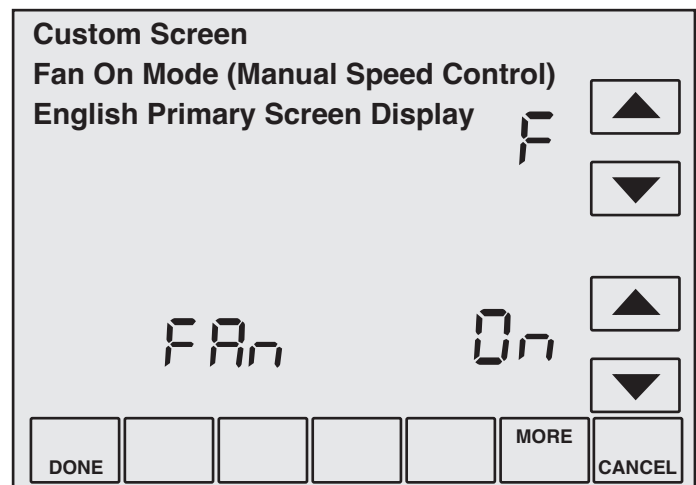 Custom Screen
Fan On Mode (Manual Speed Control)
English Primary Screen Display
F
FAn On
DONE MORE CANCEL